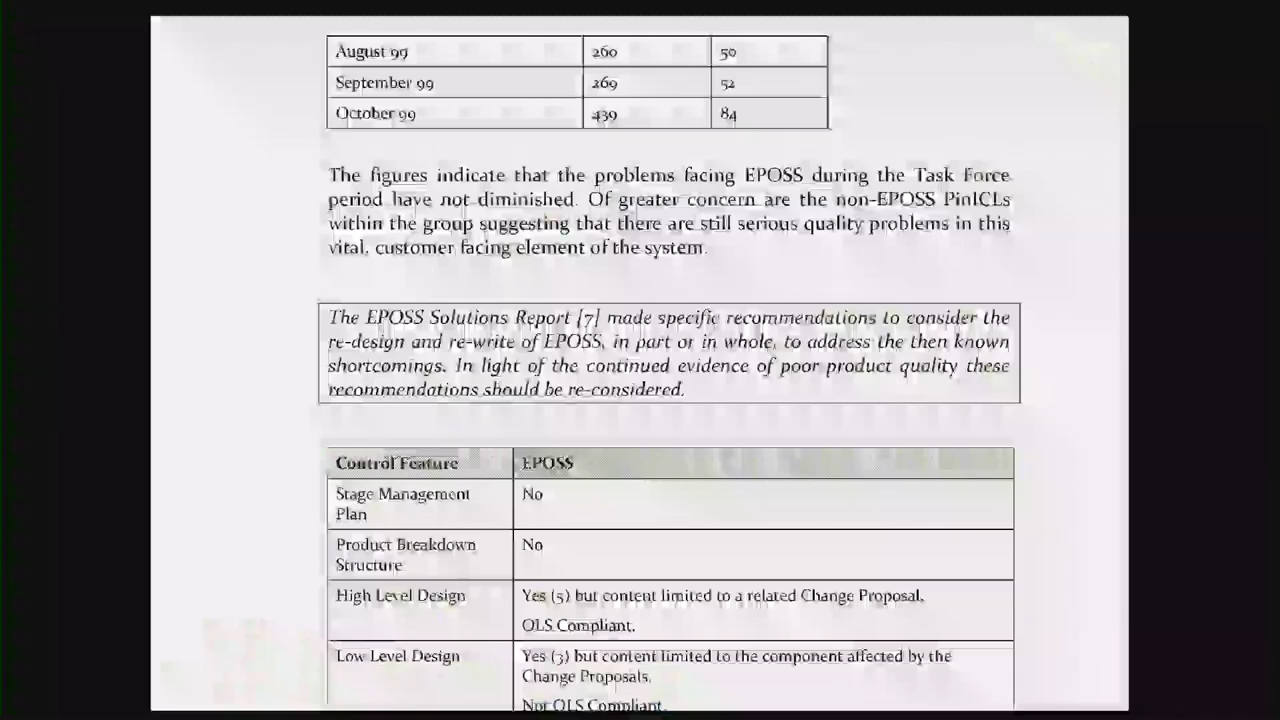 August 99 260 50
September 99 269 52
October 99 439 84
The figures indicate that the problems facing EPOSS during the Task Force
period have not diminished. Of greater concern are the non-EPOSS PinICLs
within the group suggesting that there are still serious quality problems in this
vital, customer facing element of the system.
The EPOSS Solutions Report [7] made specific recommendations to consider the
re-design and re-write of EPOSS, in part or in whole, to address the then known
shortcomings. In light of the continued evidence of poor product quality these
recommendations should be re-considered.
Control Feature EPOSS
Stage Management No
Plan
Product Breakdown No
Structure
High Level Design Yes (5) but content limited to a related Change Proposal.
OLS Compliant.
Low Level Design Yes (3) but content limited to the component affected by the
Change Proposals.
Not OLS Compliant.